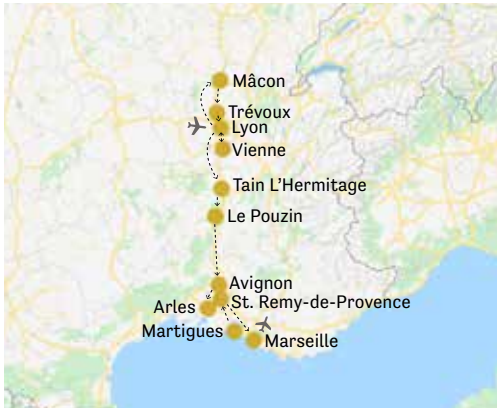 Mâcon
Trévoux
Lyon
Vienne
Tain L'Hermitage
Le Pouzin
Avignon
St. Remy-de-Provence
Arles
Martigues
Marseille